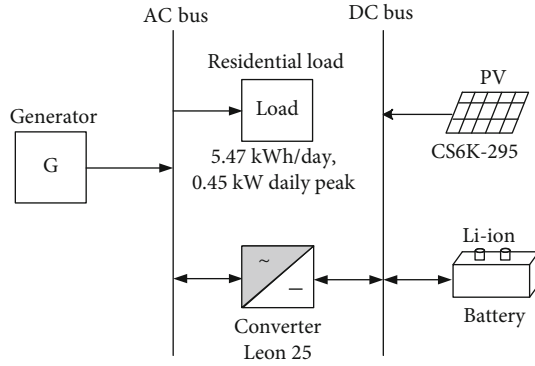 AC bus
DC bus
Residential load
Load
5.47 kWh/day,
0.45 kW daily peak
Generator
G
PV
CS6K-295
~
–
Converter
Leon 25
Li-ion
Battery